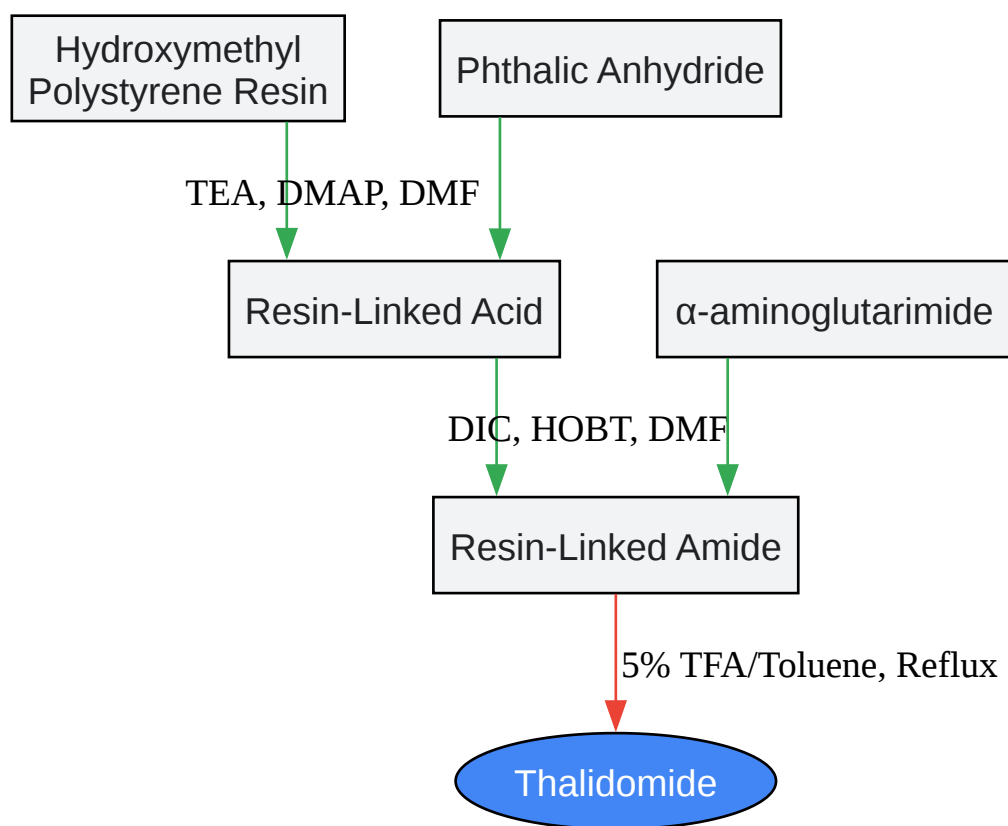 Hydroxymethyl
Polystyrene Resin
Phthalic Anhydride
TEA, DMAP, DMF
Resin-Linked Acid
α-aminoglutarimide
DIC, HOBT, DMF
Resin-Linked Amide
5% TFA/Toluene, Reflux
Thalidomide